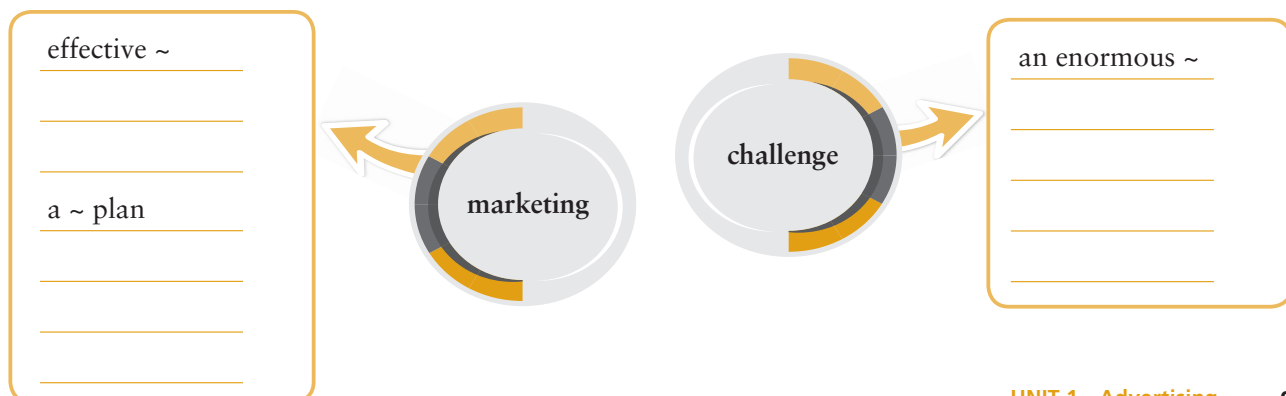 effective ~
a ~ plan
marketing
challenge
an enormous ~
UNIT 1 Advertising